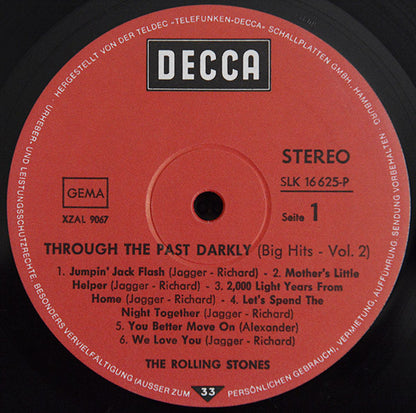 DECCA
URHEBER- UND LEISTUNGSSCHUTZRECHTE, BESONDERS VERVIELFÄLTIGUNG (AUSSER ZUM PERSÖNLICHEN GEBRAUCH), VERMIETUNG, AUFFÜHRUNG, SENDUNG VORBEHALTEN
HERGESTELLT VON DER TELDEC »TELEFUNKEN-DECCA« SCHALLPLATTEN GMBH · HAMBURG
STEREO
SLK 16 625-P
GEMA
XZAL 9067
Seite 1
THROUGH THE PAST DARKLY (Big Hits - Vol. 2)
1. Jumpin' Jack Flash (Jagger - Richard) - 2. Mother's Little
Helper (Jagger - Richard) - 3. 2,000 Light Years From
Home (Jagger - Richard) - 4. Let's Spend The
Night Together (Jagger - Richard)
5. You Better Move On (Alexander)
6. We Love You (Jagger - Richord)
THE ROLLING STONES
33